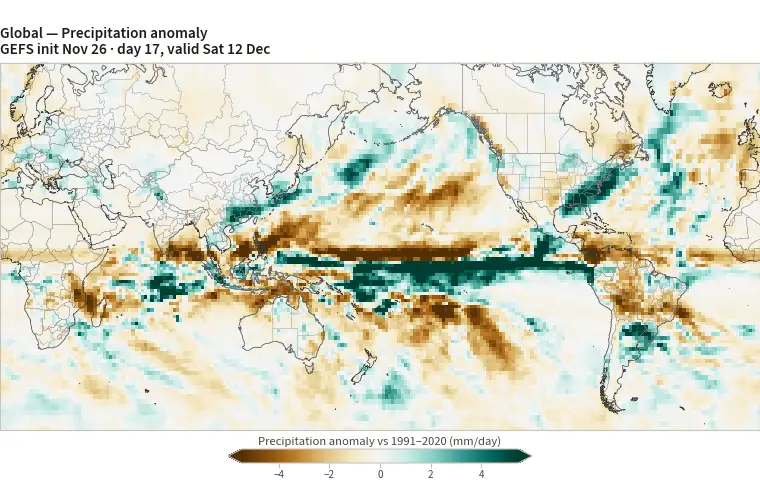 Global — Precipitation anomaly
GEFS init Nov 26 · day 17, valid Sat 12 Dec
Precipitation anomaly vs 1991–2020 (mm/day)
−4 −2 0 2 4